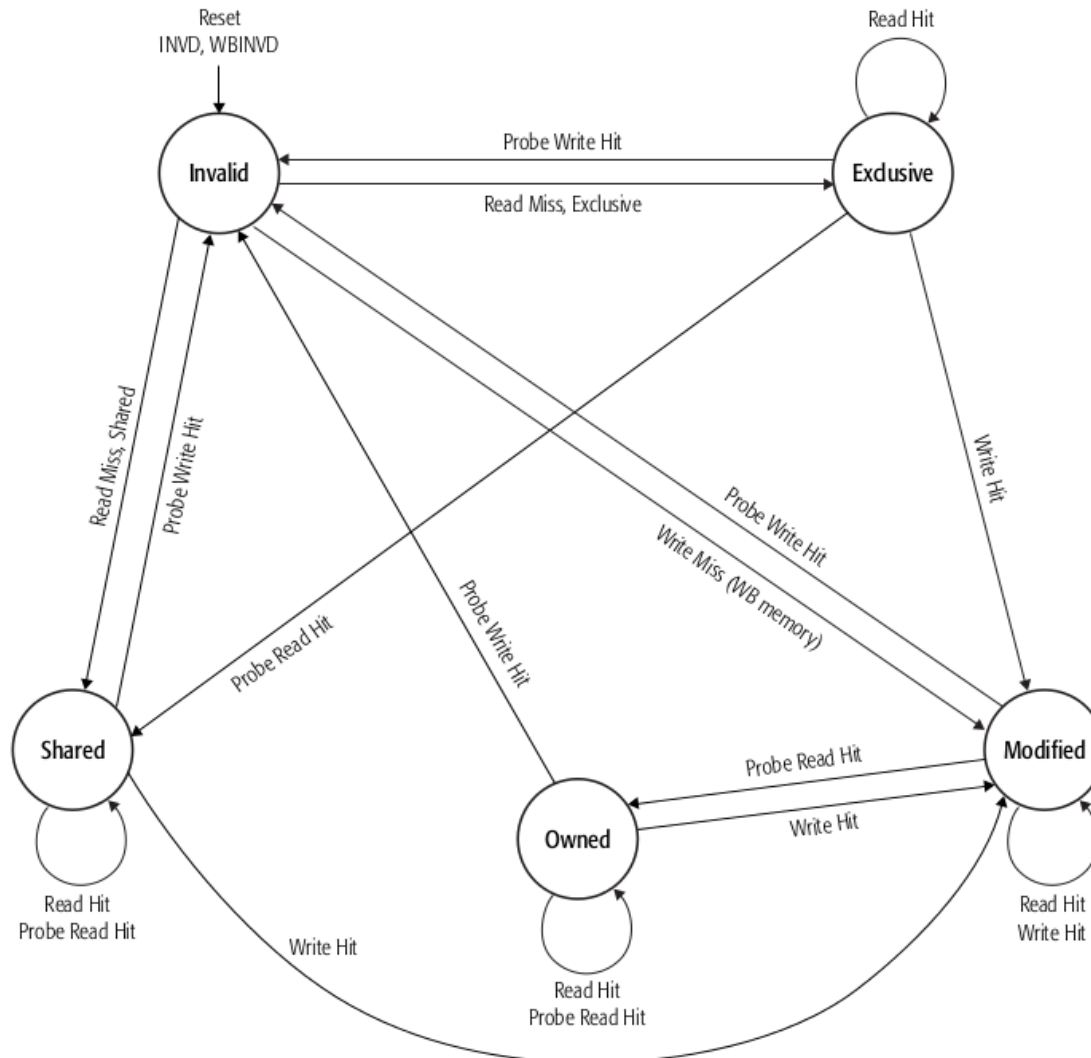 Reset
INVD, WBINVD
Read Hit
Invalid
Probe Write Hit
Exclusive
Read Miss, Exclusive
Read Miss, Shared
Probe Write Hit
Write Hit
Probe Write Hit
Write Miss (WB memory)
Probe Write Hit
Probe Read Hit
Shared
Modified
Probe Read Hit
Write Hit
Owned
Read Hit
Probe Read Hit
Read Hit
Write Hit
Write Hit
Read Hit
Probe Read Hit